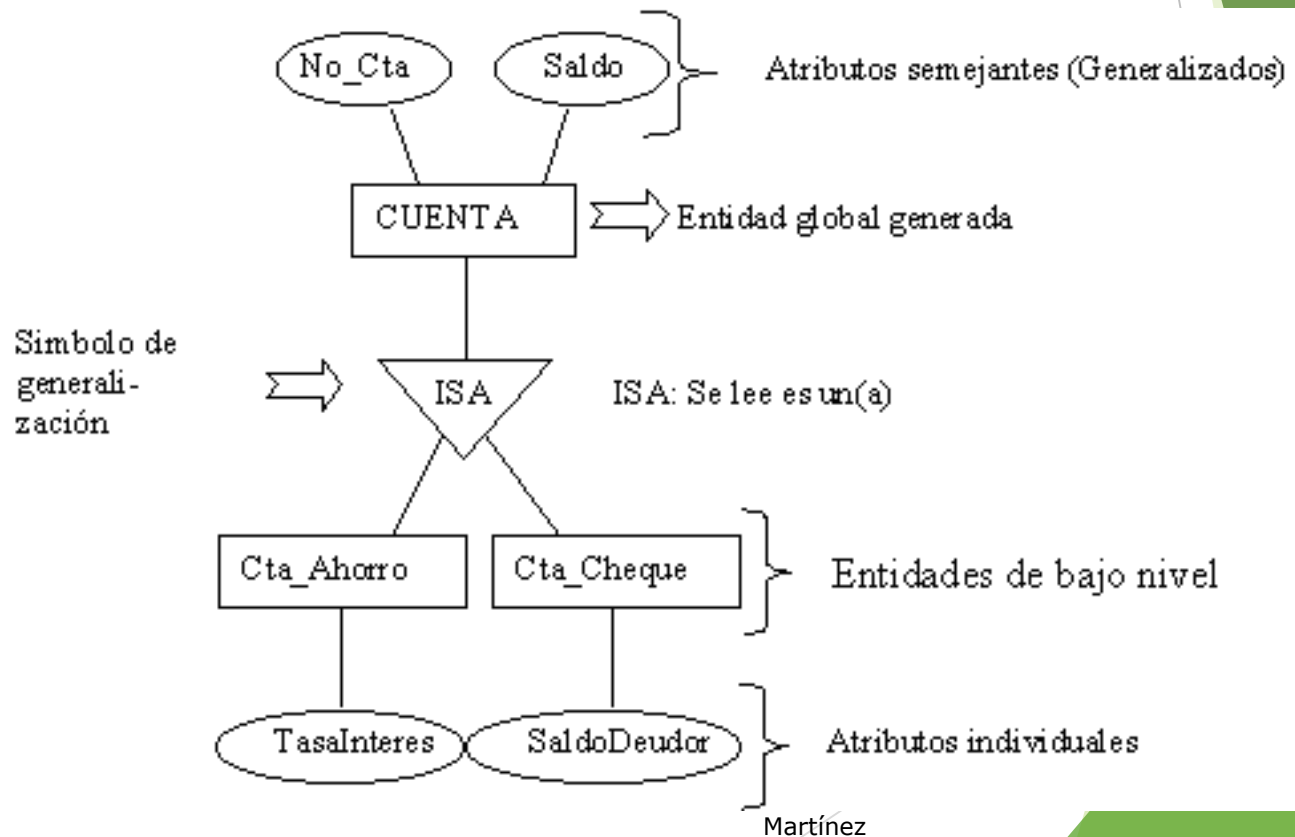 No_Cta
Saldo
Atributos semejantes (Generalizados)
CUENTA
Entidad global generada
Simbolo de
generali-
zación
ISA
ISA: Se lee es un(a)
Cta_Ahorro
Cta_Cheque
Entidades de bajo nivel
TasaInteres
SaldoDeudor
Atributos individuales
Martínez